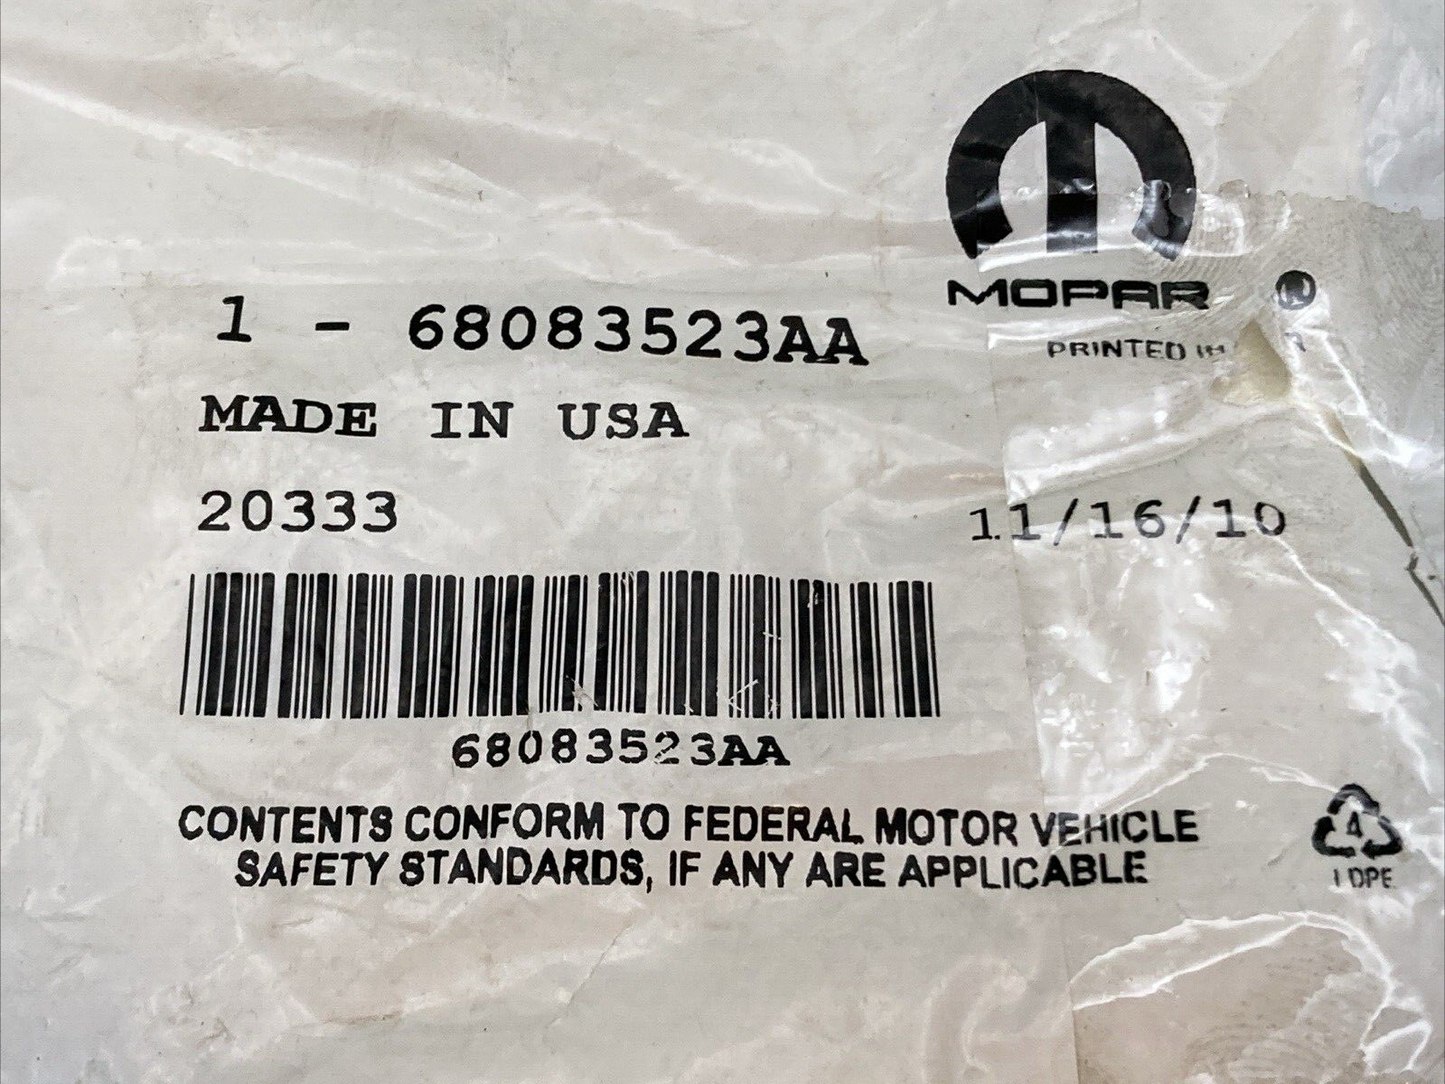 MOPAR
PRINTED IN
1 - 68083523AA
MADE IN USA
20333
11/16/10
68083523AA
CONTENTS CONFORM TO FEDERAL MOTOR VEHICLE
SAFETY STANDARDS, IF ANY ARE APPLICABLE
4
LDPE